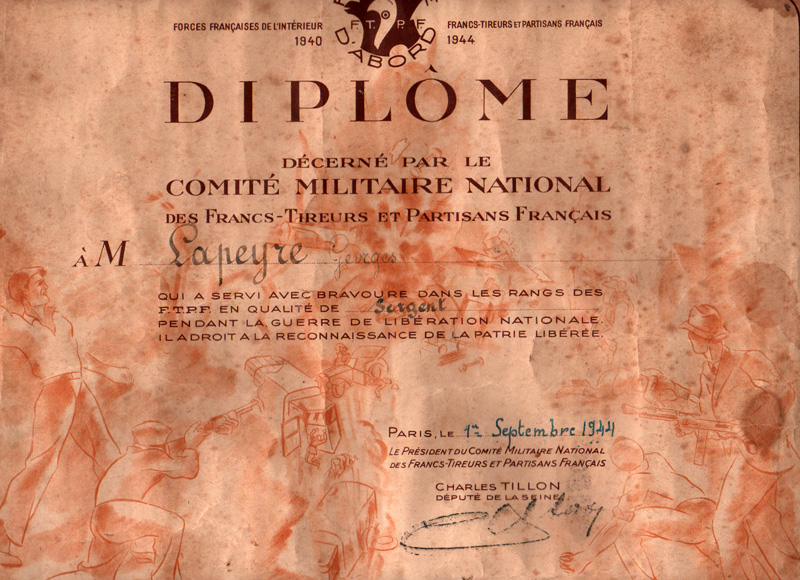 FORCES FRANÇAISES DE L'INTÉRIEUR
1940
F.T.P.F.
D'ABORD
FRANCS-TIREURS ET PARTISANS FRANÇAIS
1944
DIPLÔME
DÉCERNÉ PAR LE
COMITÉ MILITAIRE NATIONAL
DES FRANCS-TIREURS ET PARTISANS FRANÇAIS
À M Lapeyre Georges
QUI A SERVI AVEC BRAVOURE DANS LES RANGS DES
F.T.P.F. EN QUALITÉ DE Sergent
PENDANT LA GUERRE DE LIBÉRATION NATIONALE.
IL A DROIT A LA RECONNAISSANCE DE LA PATRIE LIBÉRÉE.
PARIS, LE 1er Septembre 1944
LE PRÉSIDENT DU COMITÉ MILITAIRE NATIONAL
DES FRANCS-TIREURS ET PARTISANS FRANÇAIS
CHARLES TILLON
DÉPUTÉ DE LA SEINE